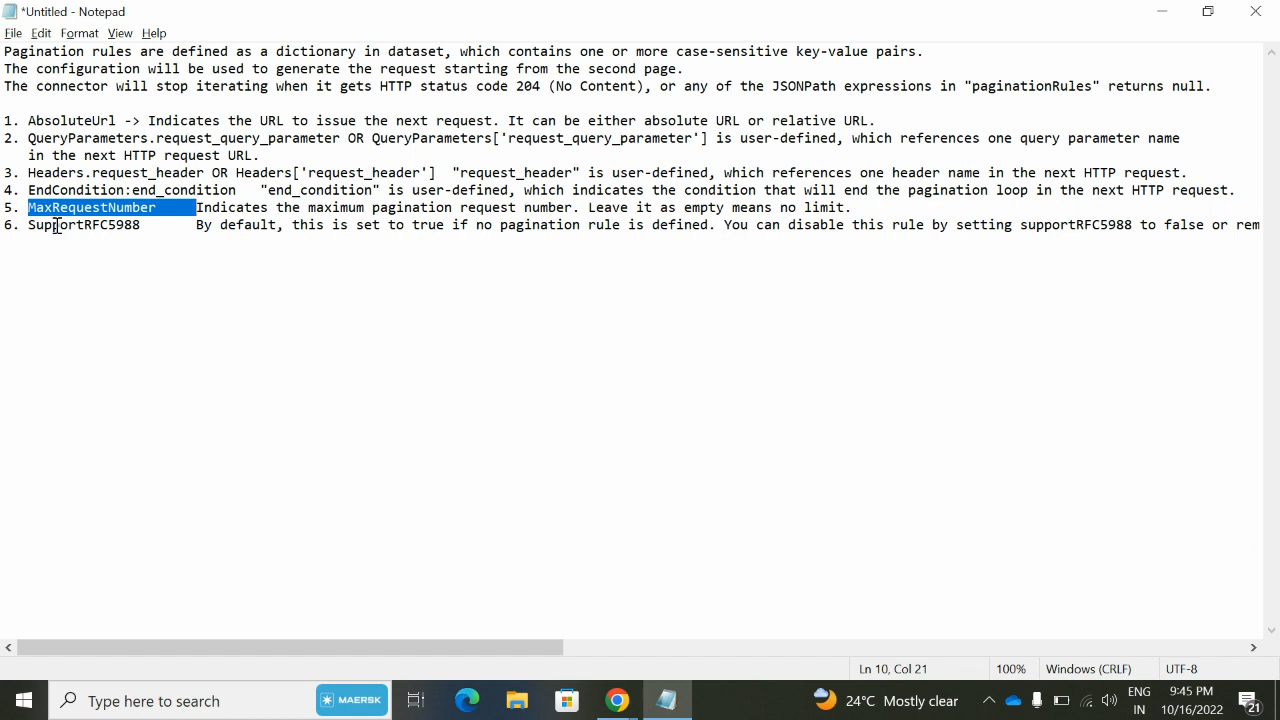 *Untitled - Notepad
File Edit Format View Help
Pagination rules are defined as a dictionary in dataset, which contains one or more case-sensitive key-value pairs.
The configuration will be used to generate the request starting from the second page.
The connector will stop iterating when it gets HTTP status code 204 (No Content), or any of the JSONPath expressions in "paginationRules" returns null.
1. AbsoluteUrl -> Indicates the URL to issue the next request. It can be either absolute URL or relative URL.
2. QueryParameters.request_query_parameter OR QueryParameters['request_query_parameter'] is user-defined, which references one query parameter name
in the next HTTP request URL.
3. Headers.request_header OR Headers['request_header'] "request_header" is user-defined, which references one header name in the next HTTP request.
4. EndCondition:end_condition "end_condition" is user-defined, which indicates the condition that will end the pagination loop in the next HTTP request.
5. MaxRequestNumber Indicates the maximum pagination request number. Leave it as empty means no limit.
6. SupportRFC5988 By default, this is set to true if no pagination rule is defined. You can disable this rule by setting supportRFC5988 to false or rem
Ln 10, Col 21 100% Windows (CRLF) UTF-8
Type here to search MAERSK 24°C Mostly clear ENG 9:45 PM
IN 10/16/2022 21